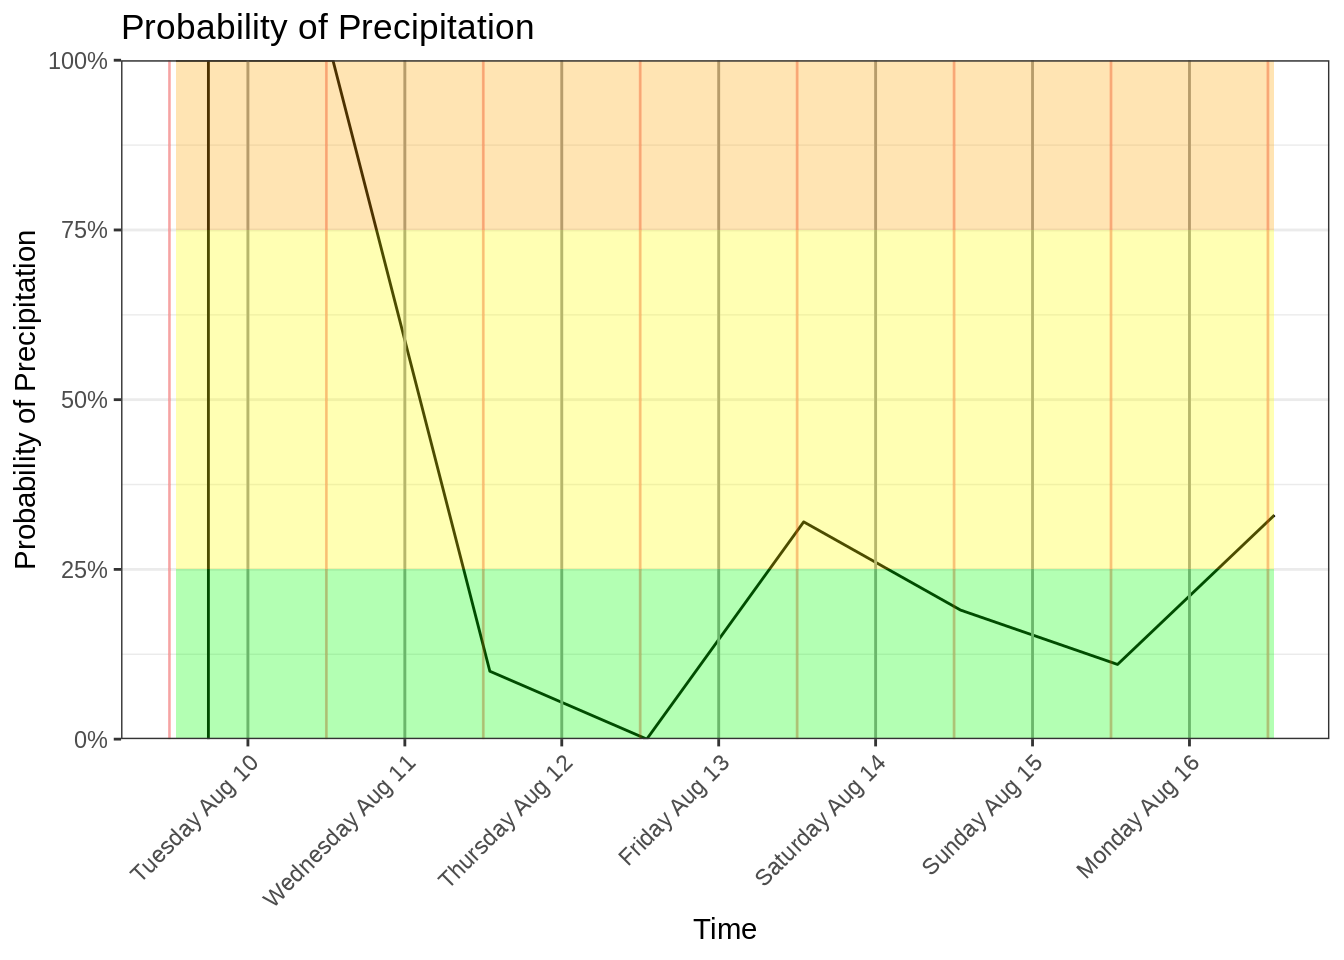 Probability of Precipitation
100%
75%
50%
25%
0%
Probability of Precipitation
Tuesday Aug 10
Wednesday Aug 11
Thursday Aug 12
Friday Aug 13
Saturday Aug 14
Sunday Aug 15
Monday Aug 16
Time